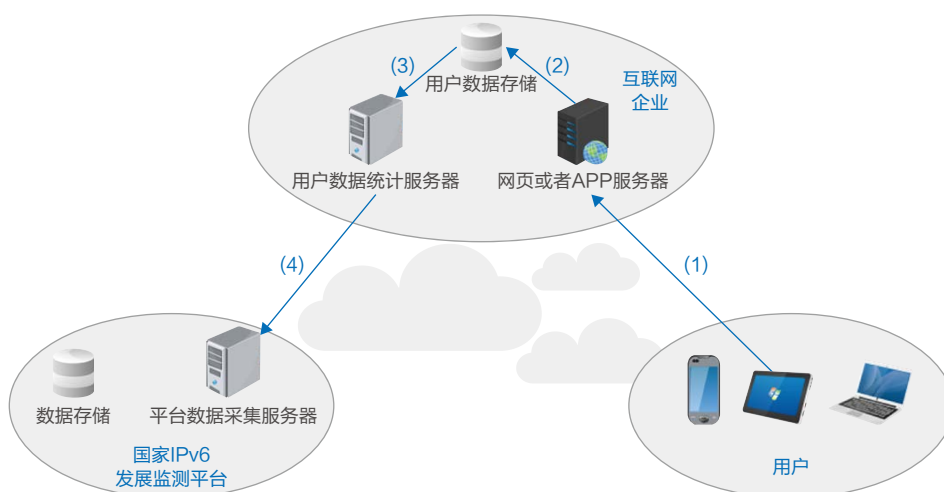 (3)
(2)
用户数据存储
互联网
企业
用户数据统计服务器
网页或者APP服务器
(4)
(1)
数据存储
平台数据采集服务器
国家IPv6
发展监测平台
用户